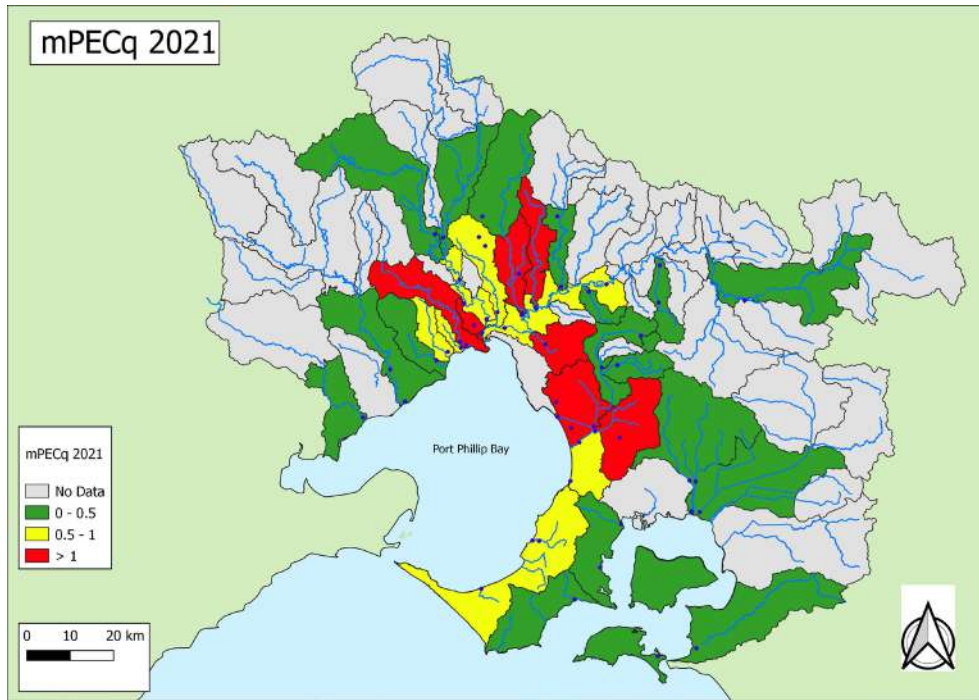 mPECq 2021
Port Phillip Bay
mPECq 2021
No Data
0 - 0.5
0.5 - 1
> 1
0 10 20 km